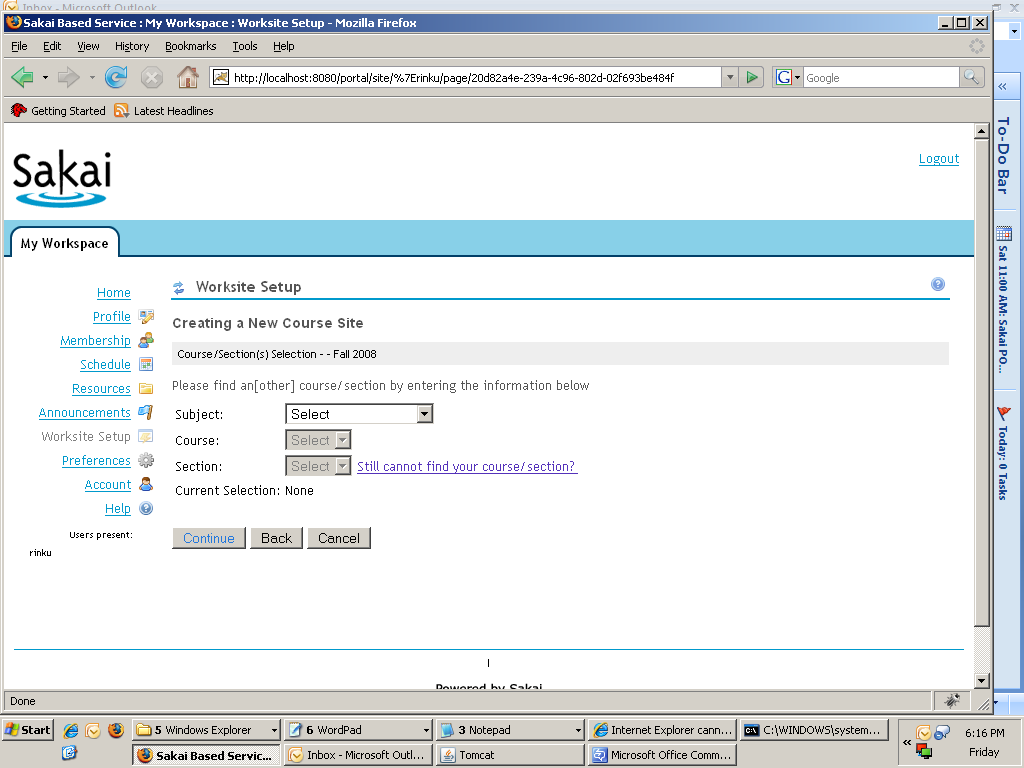 Inbox - Microsoft Outlook
Sakai Based Service : My Workspace : Worksite Setup - Mozilla Firefox
File Edit View History Bookmarks Tools Help
http://localhost:8080/portal/site/%7Erinku/page/20d82a4e-239a-4c96-802d-02f693be484f
G Google
Getting Started Latest Headlines
Sakai
Logout
My Workspace
Home
Profile
Membership
Schedule
Resources
Announcements
Worksite Setup
Preferences
Account
Help
Users present:
rinku
Worksite Setup
Creating a New Course Site
Course/Section(s) Selection - - Fall 2008
Please find an[other] course/section by entering the information below
Subject: Select
Course: Select
Section: Select Still cannot find your course/section?
Current Selection: None
Continue Back Cancel
|
Powered by Sakai
Done
«
To-Do Bar
Sat 11:00 AM: Sakai PO...
Today: 0 Tasks
Start 5 Windows Explorer 6 WordPad 3 Notepad Internet Explorer cann... C:\WINDOWS\system... « 6:16 PM
Sakai Based Servic... Inbox - Microsoft Outl... Tomcat Microsoft Office Comm... Friday